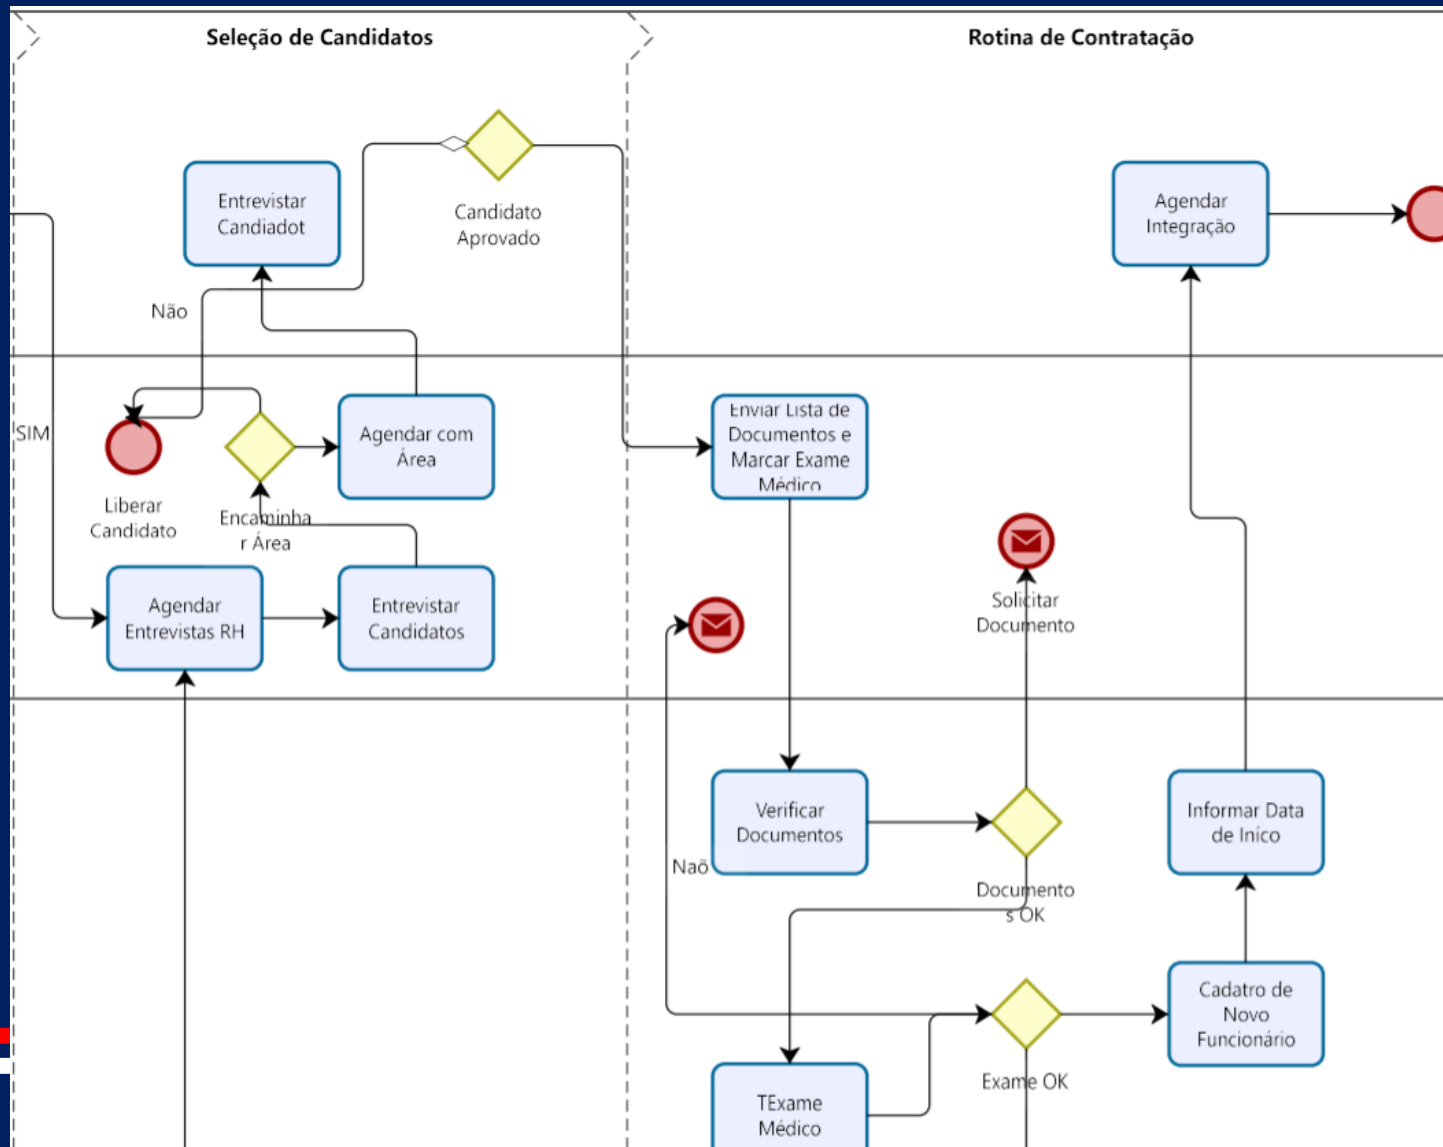 Seleção de Candidatos
Rotina de Contratação
Entrevistar
Candiadot
Candidato
Aprovado
Agendar
Integração
Não
SIM
Liberar
Candidato
Encaminha
r Área
Agendar com
Área
Enviar Lista de
Documentos e
Marcar Exame
Médico
Agendar
Entrevistas RH
Entrevistar
Candidatos
Solicitar
Documento
Verificar
Documentos
Naõ
Documento
s OK
Informar Data
de Iníco
Cadatro de
Novo
Funcionário
Exame OK
TExame
Médico